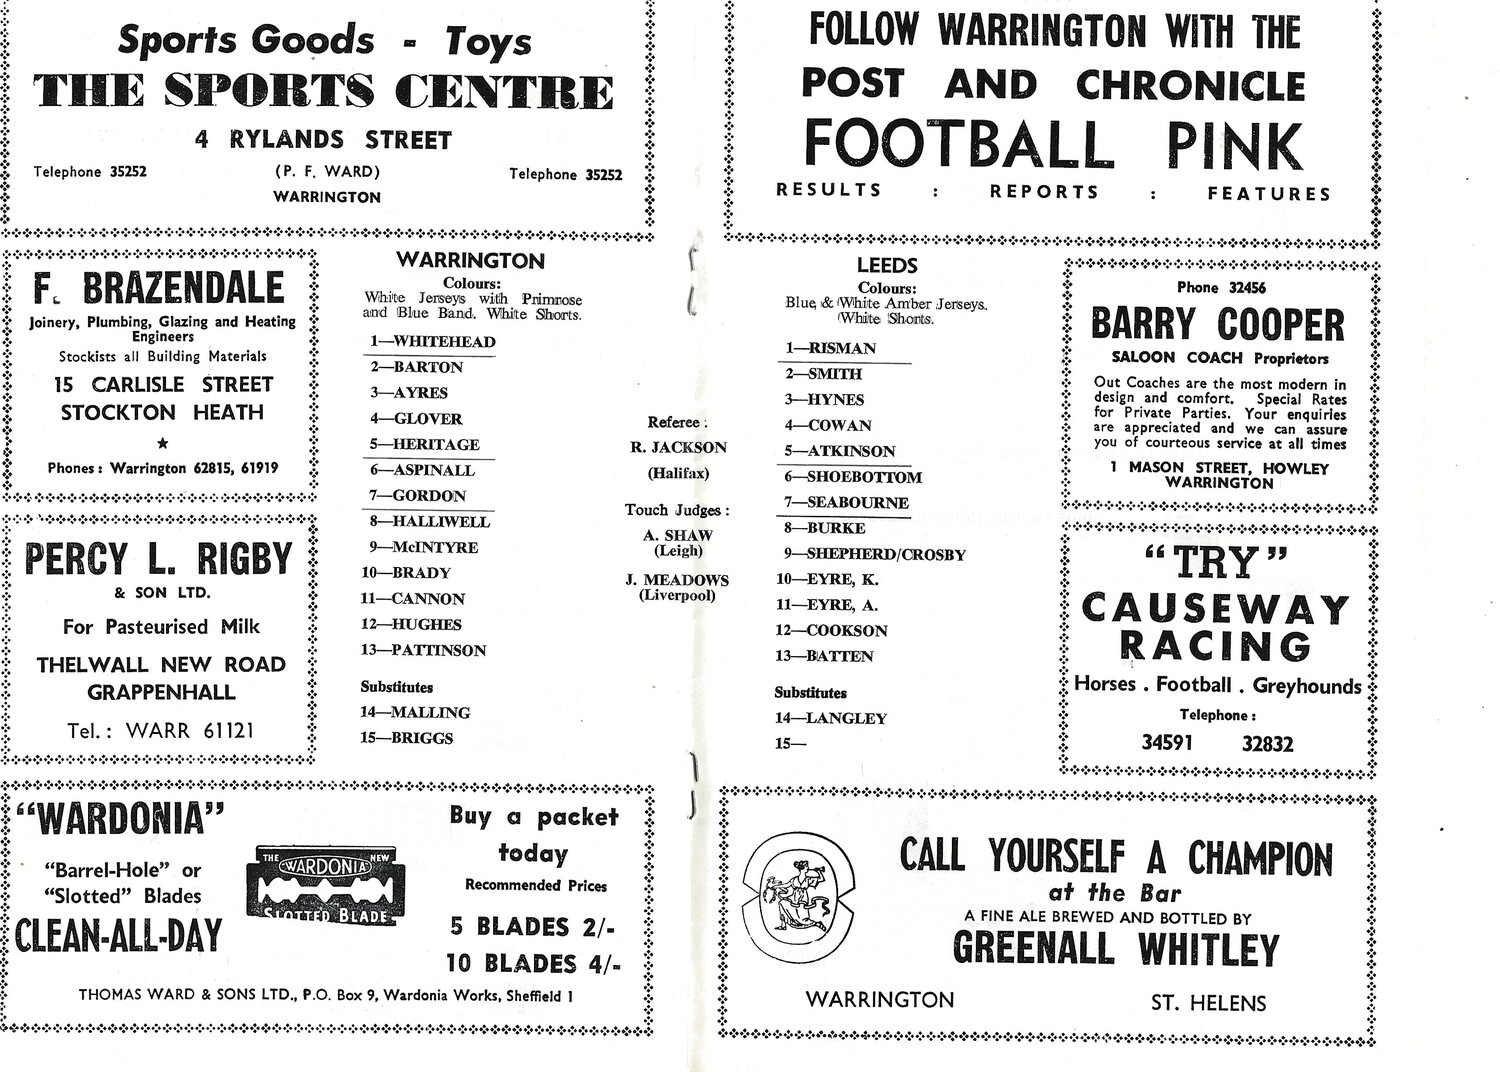 Sports Goods - Toys
THE SPORTS CENTRE
4 RYLANDS STREET
Telephone 35252 (P. F. WARD) Telephone 35252
WARRINGTON
FOLLOW WARRINGTON WITH THE
POST AND CHRONICLE
FOOTBALL PINK
RESULTS : REPORTS : FEATURES
F. BRAZENDALE
Joinery, Plumbing, Glazing and Heating
Engineers
Stockists all Building Materials
15 CARLISLE STREET
STOCKTON HEATH
Phones: Warrington 62815, 61919
PERCY L. RIGBY
& SON LTD.
For Pasteurised Milk
THELWALL NEW ROAD
GRAPPENHALL
Tel.: WARR 61121
WARRINGTON
Colours:
White Jerseys with Primrose
and Blue Band. White Shorts.
1—WHITEHEAD
2—BARTON
3—AYRES
4—GLOVER
5—HERITAGE
6—ASPINALL
7—GORDON
8—HALLIWELL
9—McINTYRE
10—BRADY
11—CANNON
12—HUGHES
13—PATTINSON
Substitutes
14—MALLING
15—BRIGGS
Referee:
R. JACKSON
(Halifax)
Touch Judges:
A. SHAW
(Leigh)
J. MEADOWS
(Liverpool)
LEEDS
Colours:
Blue & White Amber Jerseys.
White Shorts.
1—RISMAN
2—SMITH
3—HYNES
4—COWAN
5—ATKINSON
6—SHOEBOTTOM
7—SEABOURNE
8—BURKE
9—SHEPHERD/CROSBY
10—EYRE, K.
11—EYRE, A.
12—COOKSON
13—BATTEN
Substitutes
14—LANGLEY
15—
Phone 32456
BARRY COOPER
SALOON COACH Proprietors
Out Coaches are the most modern in
design and comfort. Special Rates
for Private Parties. Your enquiries
are appreciated and we can assure
you of courteous service at all times
1 MASON STREET, HOWLEY
WARRINGTON
"TRY"
CAUSEWAY
RACING
Horses . Football . Greyhounds
Telephone:
34591 32832
"WARDONIA"
"Barrel-Hole" or
"Slotted" Blades
CLEAN-ALL-DAY
THE WARDONIA NEW
SLOTTED BLADE
Buy a packet
today
Recommended Prices
5 BLADES 2/-
10 BLADES 4/-
THOMAS WARD & SONS LTD., P.O. Box 9, Wardonia Works, Sheffield 1
CALL YOURSELF A CHAMPION
at the Bar
A FINE ALE BREWED AND BOTTLED BY
GREENALL WHITLEY
WARRINGTON ST. HELENS